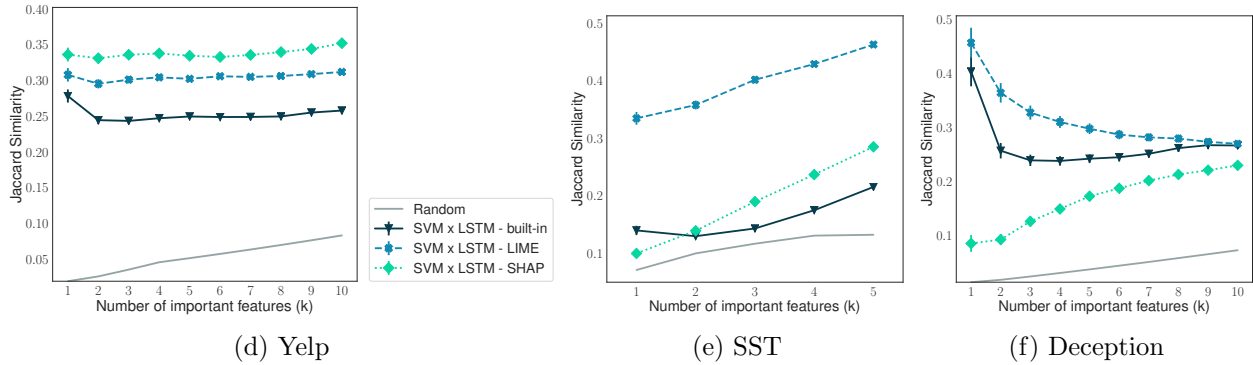 0.40
0.35
0.30
0.25
0.20
0.15
0.10
0.05
Jaccard Similarity
1 2 3 4 5 6 7 8 9 10
Number of important features (k)
Random
SVM x LSTM - built-in
SVM x LSTM - LIME
SVM x LSTM - SHAP
(d) Yelp
0.5
0.4
0.3
0.2
0.1
Jaccard Similarity
1 2 3 4 5
Number of important features (k)
(e) SST
0.5
0.4
0.3
0.2
0.1
Jaccard Similarity
1 2 3 4 5 6 7 8 9 10
Number of important features (k)
(f) Deception